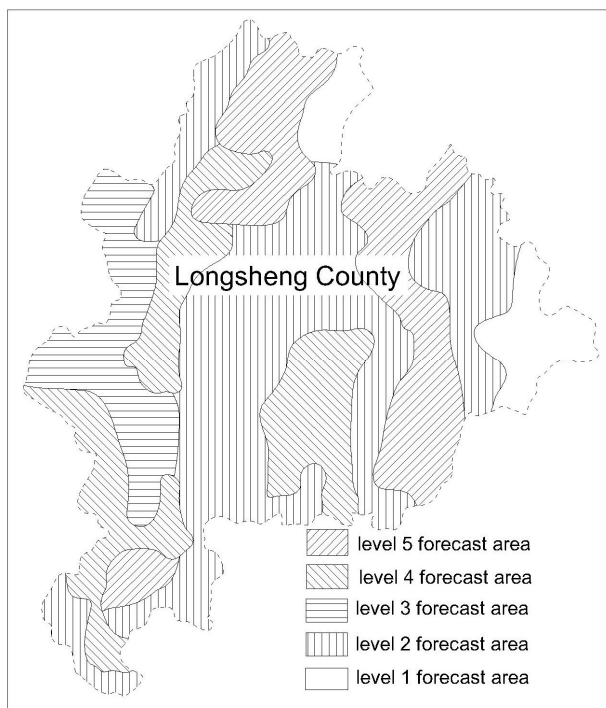 Longsheng County
level 5 forecast area
level 4 forecast area
level 3 forecast area
level 2 forecast area
level 1 forecast area